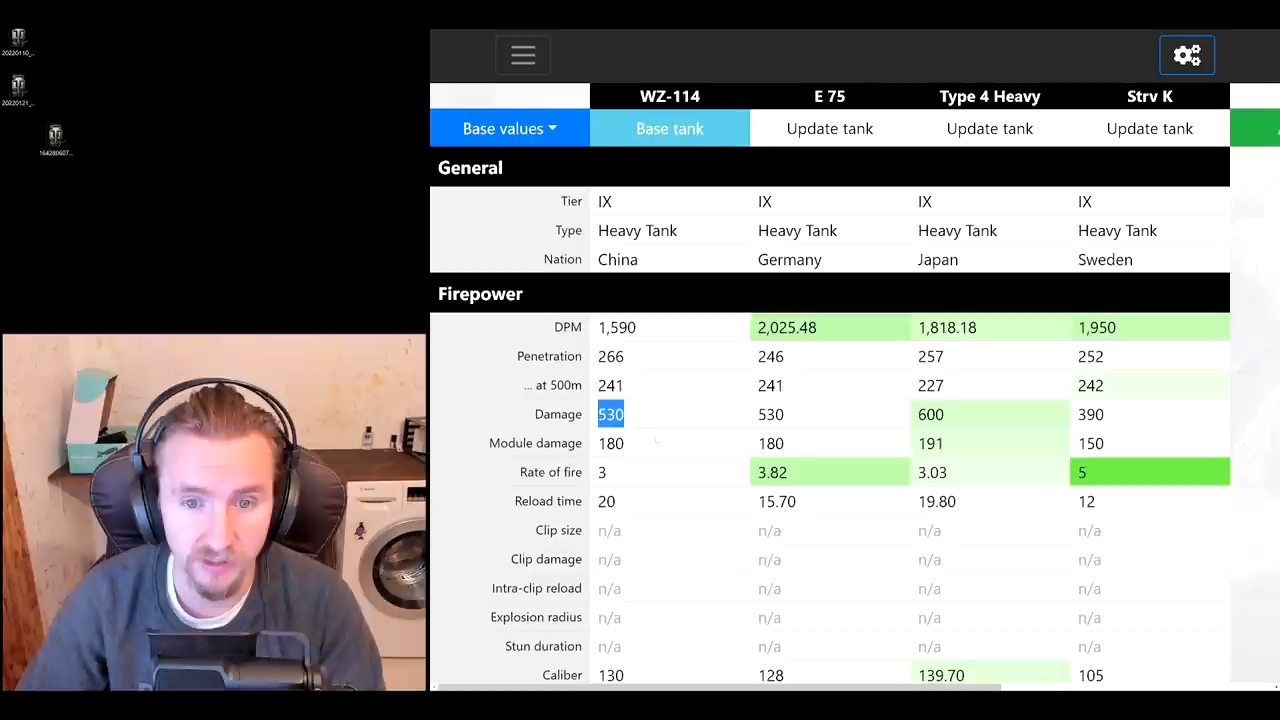 20220110_...
20220121_...
164280607...
WZ-114 E 75 Type 4 Heavy Strv K
Base values Base tank Update tank Update tank Update tank
General
Tier IX IX IX IX
Type Heavy Tank Heavy Tank Heavy Tank Heavy Tank
Nation China Germany Japan Sweden
Firepower
DPM 1,590 2,025.48 1,818.18 1,950
Penetration 266 246 257 252
... at 500m 241 241 227 242
Damage 530 530 600 390
Module damage 180 180 191 150
Rate of fire 3 3.82 3.03 5
Reload time 20 15.70 19.80 12
Clip size n/a n/a n/a n/a
Clip damage n/a n/a n/a n/a
Intra-clip reload n/a n/a n/a n/a
Explosion radius n/a n/a n/a n/a
Stun duration n/a n/a n/a n/a
Caliber 130 128 139.70 105